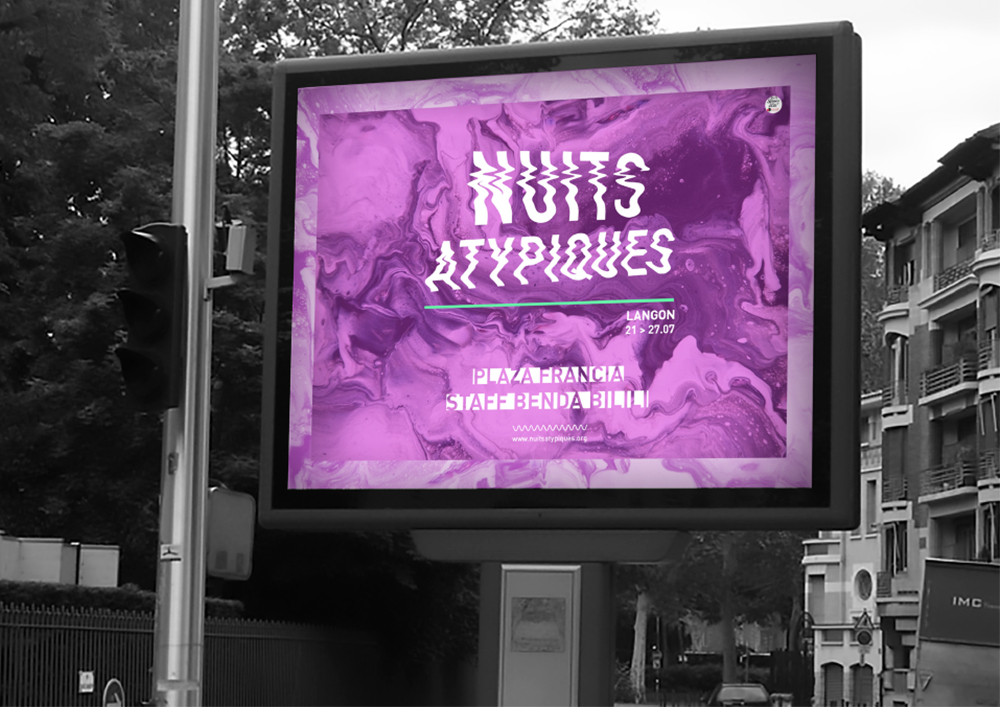 NUITS
ATYPIQUES
LANGON
21 > 27.07
PLAZA FRANCIA
STAFF BENDA BILILI
www.nuitsatypiques.org
IMC